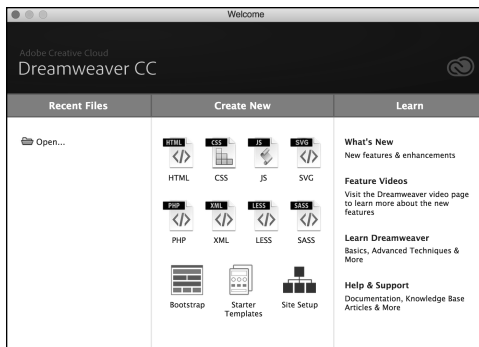 Welcome
Adobe Creative Cloud
Dreamweaver CC
Recent Files
Create New
Learn
Open...
HTML
CSS
JS
SVG
HTML
CSS
JS
SVG
PHP
XML
LESS
SASS
PHP
XML
LESS
SASS
Bootstrap
Starter
Templates
Site Setup
What's New
New features & enhancements
Feature Videos
Visit the Dreamweaver video page
to learn more about the new
features
Learn Dreamweaver
Basics, Advanced Techniques &
More
Help & Support
Documentation, Knowledge Base
Articles & More